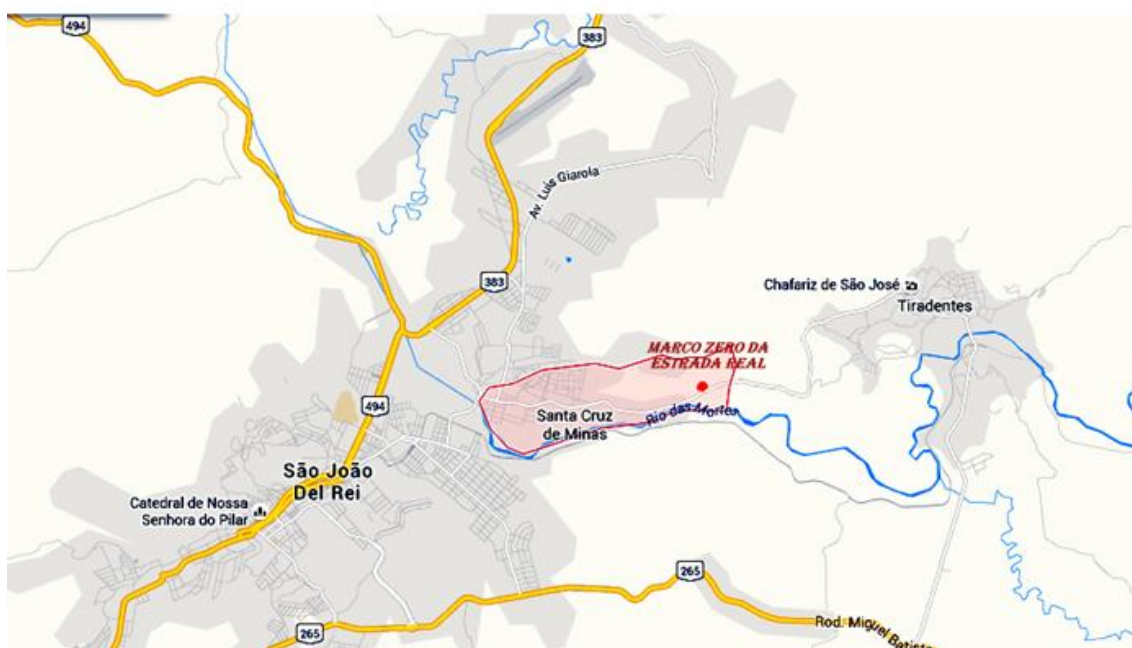 494
383
Av. Luís Giarola
383
Chafariz de São José
Tiradentes
MARCO ZERO DA
ESTRADA REAL
494
Santa Cruz
de Minas
Rio das Mortes
São João
Del Rei
Catedral de Nossa
Senhora do Pilar
265
265
Rod. Miguel Batist